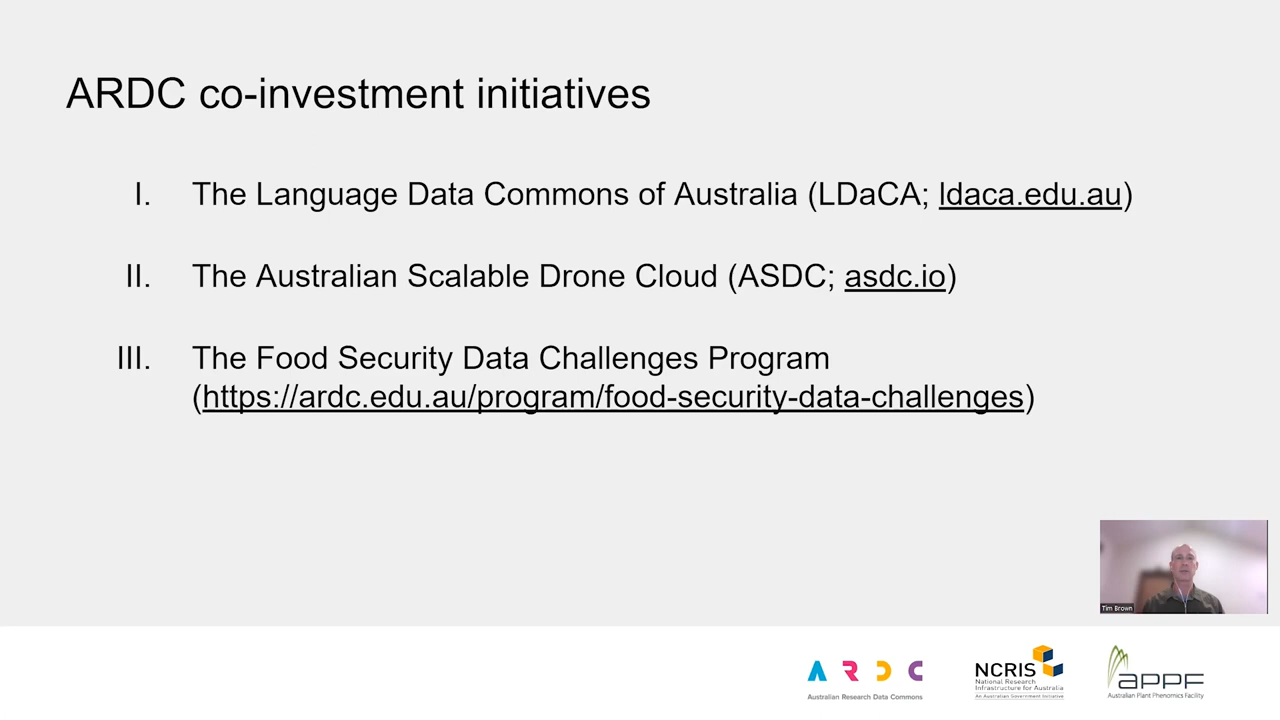 ARDC co-investment initiatives
I. The Language Data Commons of Australia (LDaCA; ldaca.edu.au)
II. The Australian Scalable Drone Cloud (ASDC; asdc.io)
III. The Food Security Data Challenges Program
(https://ardc.edu.au/program/food-security-data-challenges)
Tim Brown
ARDC
Australian Research Data Commons
NCRIS
National Research
Infrastructure for Australia
An Australian Government Initiative
APPF
Australian Plant Phenomics Facility